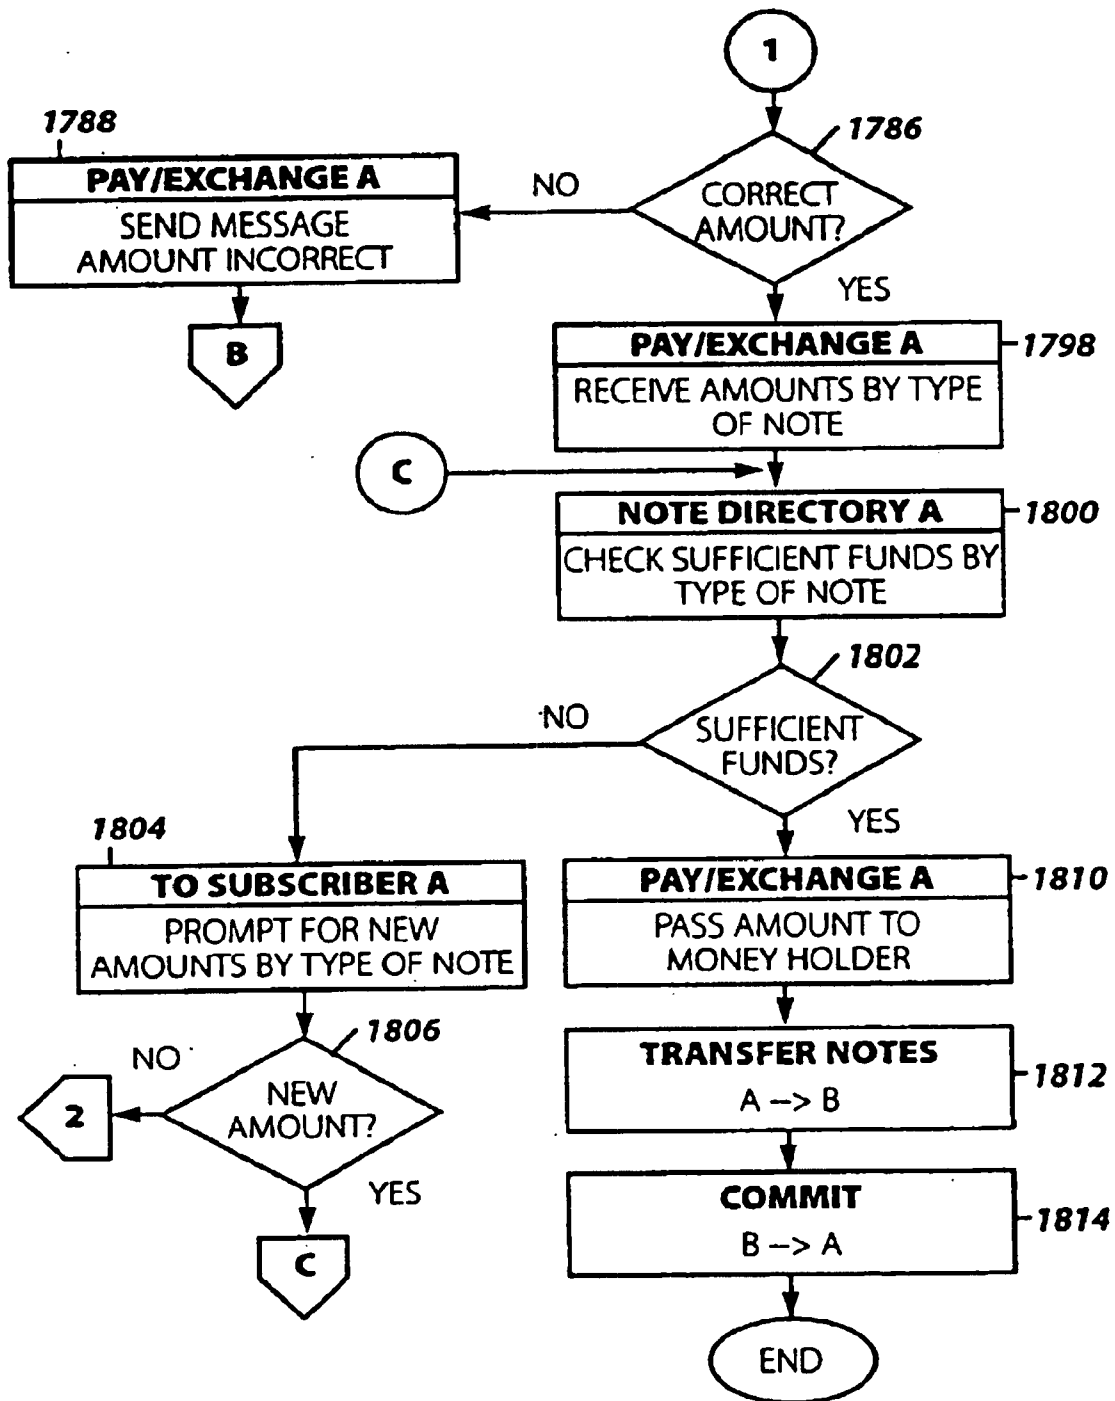 1
1786
CORRECT
AMOUNT?
NO
YES
1788
PAY/EXCHANGE A
SEND MESSAGE
AMOUNT INCORRECT
B
PAY/EXCHANGE A
1798
RECEIVE AMOUNTS BY TYPE
OF NOTE
C
NOTE DIRECTORY A
1800
CHECK SUFFICIENT FUNDS BY
TYPE OF NOTE
1802
SUFFICIENT
FUNDS?
NO
YES
1804
TO SUBSCRIBER A
PROMPT FOR NEW
AMOUNTS BY TYPE OF NOTE
1806
NEW
AMOUNT?
NO
2
YES
C
PAY/EXCHANGE A
1810
PASS AMOUNT TO
MONEY HOLDER
TRANSFER NOTES
1812
A –> B
COMMIT
1814
B –> A
END